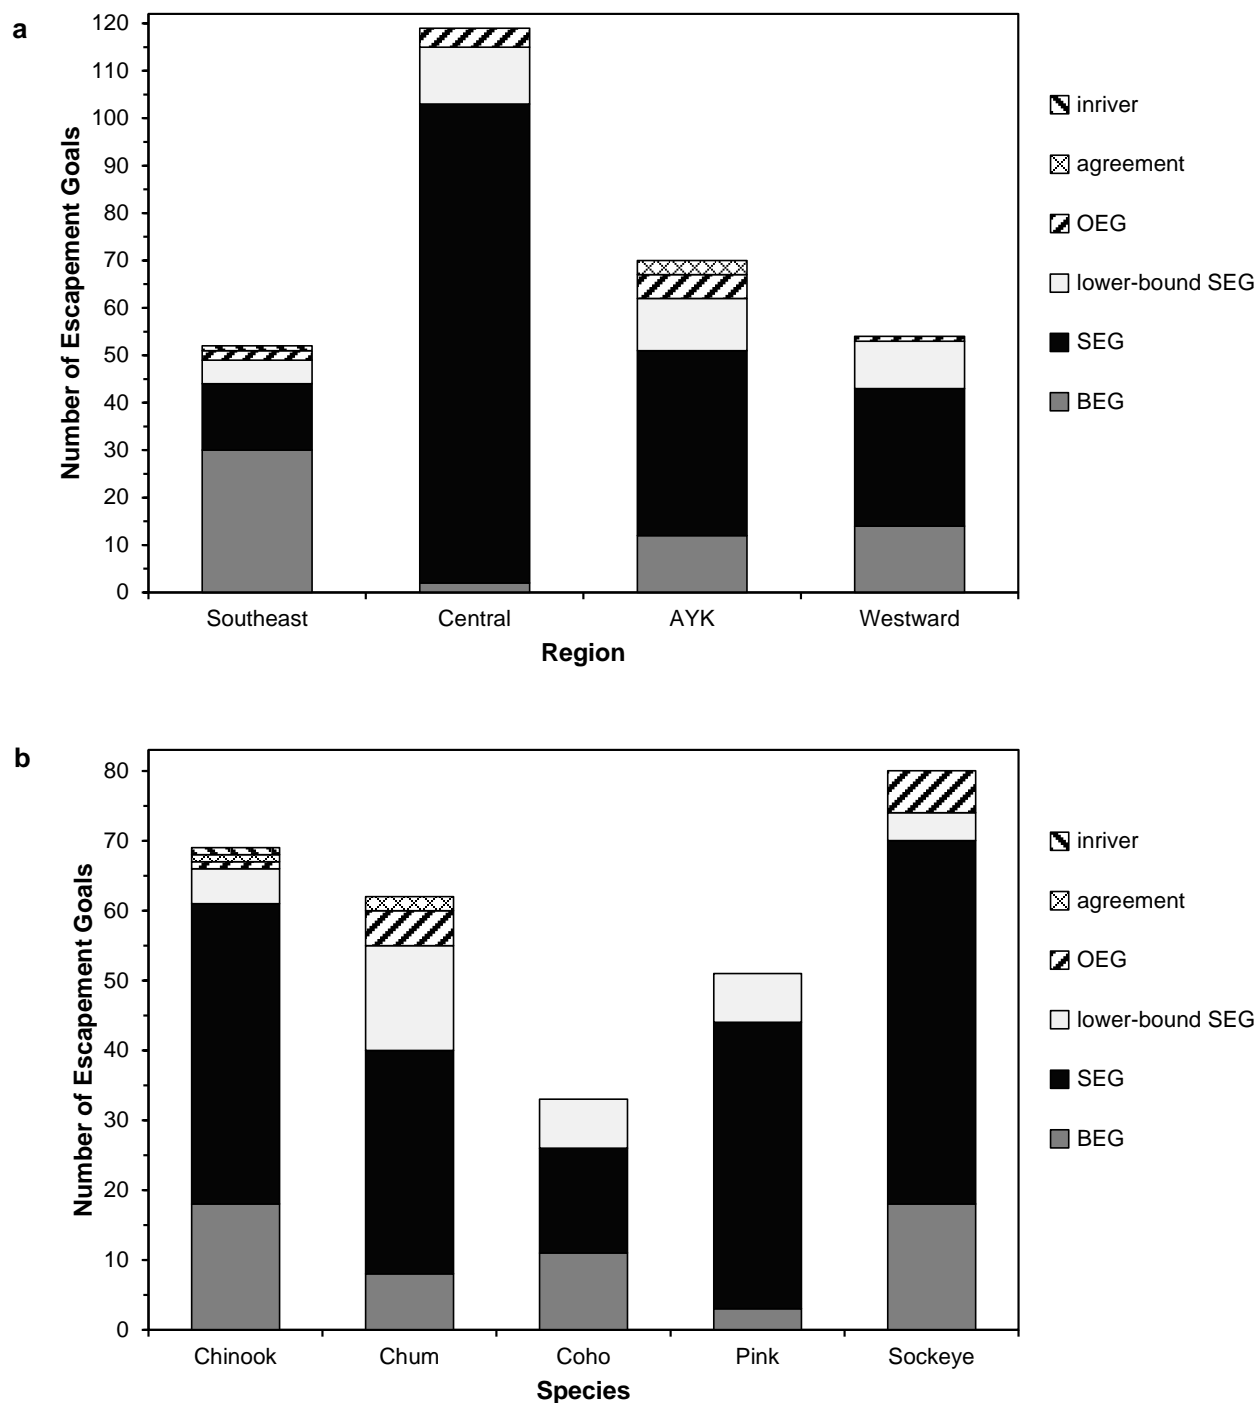 a
Number of Escapement Goals
120
110
100
90
80
70
60
50
40
30
20
10
0
Southeast Central AYK Westward
Region
inriver
agreement
OEG
lower-bound SEG
SEG
BEG
b
Number of Escapement Goals
80
70
60
50
40
30
20
10
0
Chinook Chum Coho Pink Sockeye
Species
inriver
agreement
OEG
lower-bound SEG
SEG
BEG